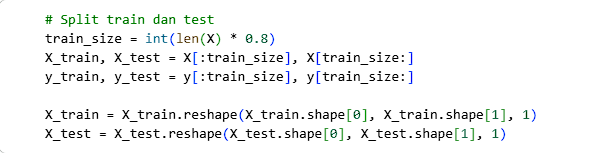 # Split train dan test
train_size = int(len(X) * 0.8)
X_train, X_test = X[:train_size], X[train_size:]
y_train, y_test = y[:train_size], y[train_size:]
X_train = X_train.reshape(X_train.shape[0], X_train.shape[1], 1)
X_test = X_test.reshape(X_test.shape[0], X_test.shape[1], 1)